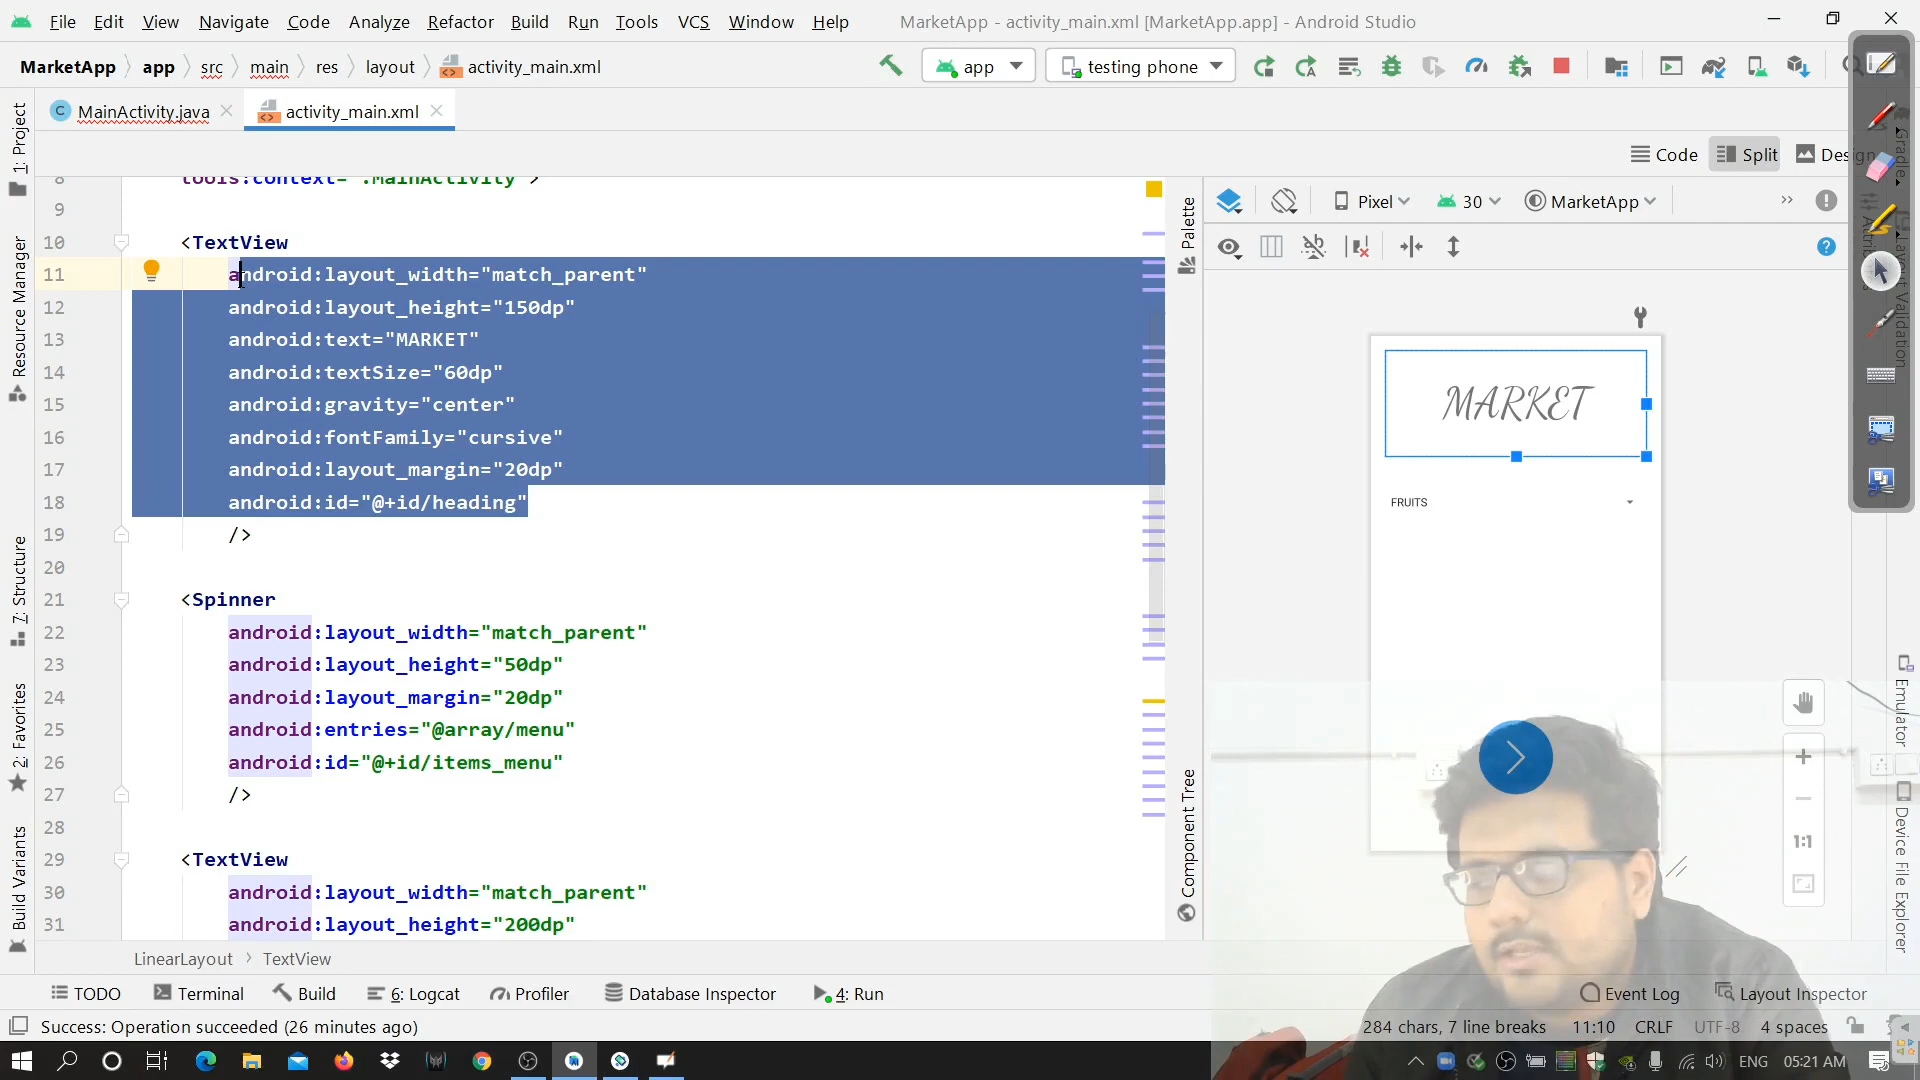 File Edit View Navigate Code Analyze Refactor Build Run Tools VCS Window Help MarketApp - activity_main.xml [MarketApp.app] - Android Studio
MarketApp app src main res layout activity_main.xml app testing phone
MainActivity.java activity_main.xml
Code Split
8 tools:context=".MainActivity">
9
10 <TextView
11 android:layout_width="match_parent"
12 android:layout_height="150dp"
13 android:text="MARKET"
14 android:textSize="60dp"
15 android:gravity="center"
16 android:fontFamily="cursive"
17 android:layout_margin="20dp"
18 android:id="@+id/heading"
19 />
20
21 <Spinner
22 android:layout_width="match_parent"
23 android:layout_height="50dp"
24 android:layout_margin="20dp"
25 android:entries="@array/menu"
26 android:id="@+id/items_menu"
27 />
28
29 <TextView
30 android:layout_width="match_parent"
31 android:layout_height="200dp"
LinearLayout TextView
1: Project
Resource Manager
7: Structure
2: Favorites
Build Variants
Palette
Component Tree
Pixel 30 MarketApp
MARKET
FRUITS
1:1
Gradle
Layout Validation
Emulator
Device File Explorer
TODO Terminal Build 6: Logcat Profiler Database Inspector 4: Run Event Log Layout Inspector
Success: Operation succeeded (26 minutes ago) 284 chars, 7 line breaks 11:10 CRLF UTF-8 4 spaces
ENG 05:21 AM